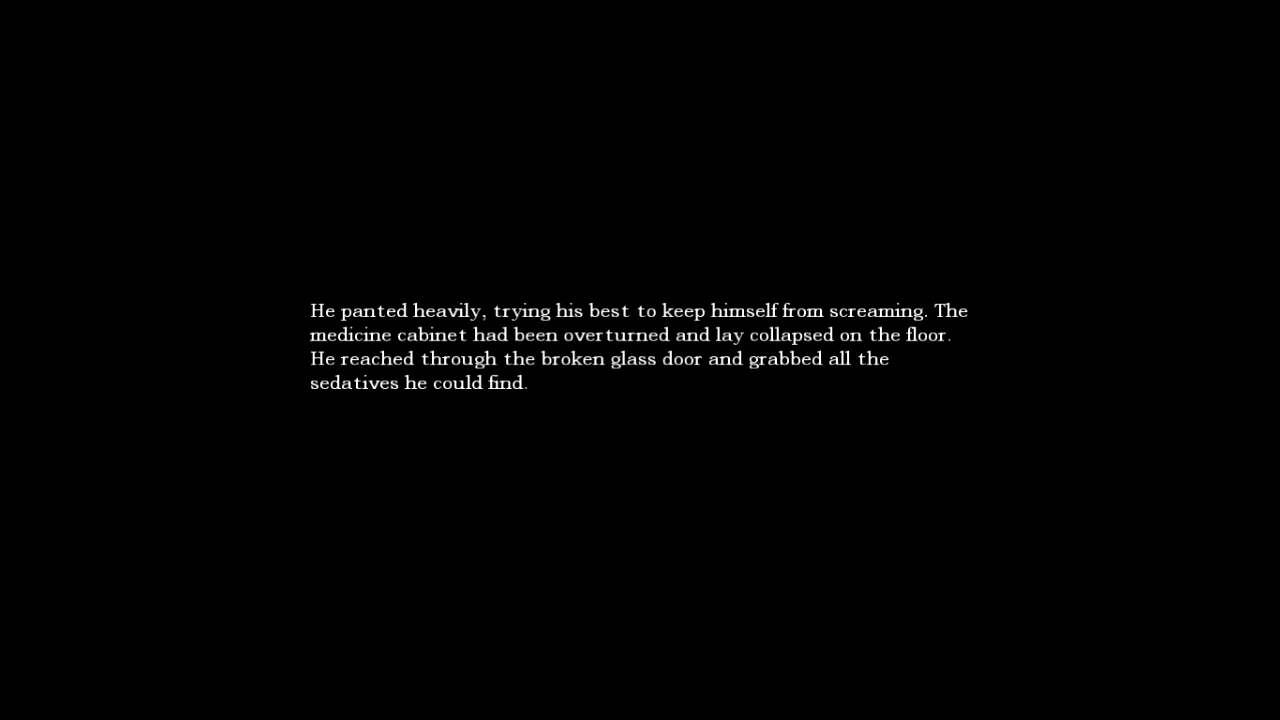 He panted heavily, trying his best to keep himself from screaming. The
medicine cabinet had been overturned and lay collapsed on the floor.
He reached through the broken glass door and grabbed all the
sedatives he could find.